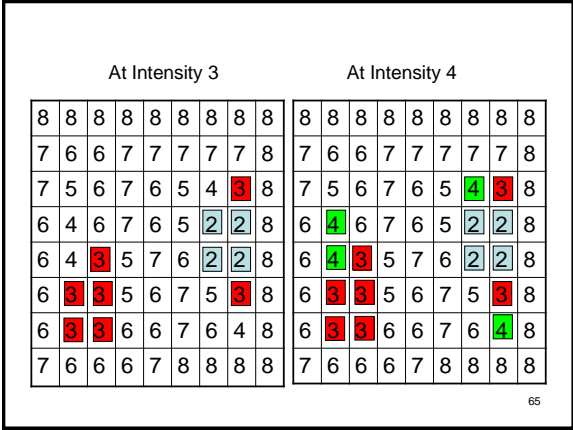 At Intensity 3 At Intensity 4
8 8 8 8 8 8 8 8 8 8 8 8 8 8 8 8 8 8
7 6 6 7 7 7 7 7 8 7 6 6 7 7 7 7 7 8
7 5 6 7 6 5 4 3 8 7 5 6 7 6 5 4 3 8
6 4 6 7 6 5 2 2 8 6 4 6 7 6 5 2 2 8
6 4 3 5 7 6 2 2 8 6 4 3 5 7 6 2 2 8
6 3 3 5 6 7 5 3 8 6 3 3 5 6 7 5 3 8
6 3 3 6 6 7 6 4 8 6 3 3 6 6 7 6 4 8
7 6 6 6 7 8 8 8 8 7 6 6 6 7 8 8 8 8
65